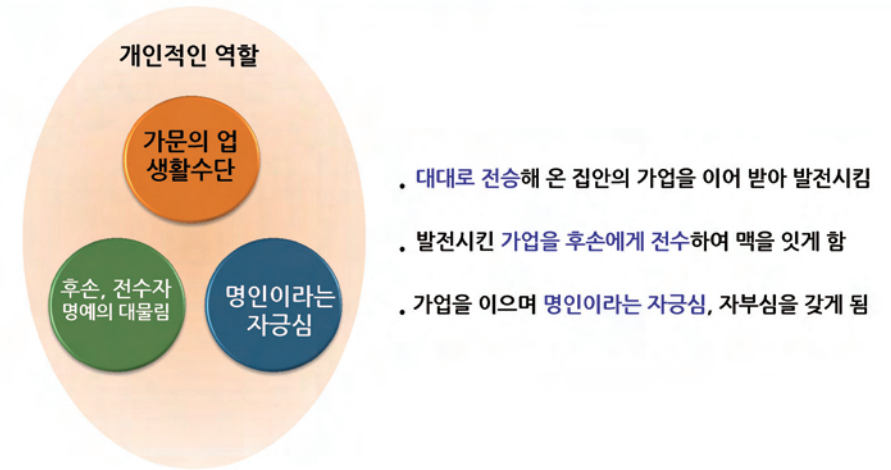 개인적인 역할
가문의 업
생활수단
후손, 전수자
명예의 대물림
명인이라는
자긍심
. 대대로 전승해 온 집안의 가업을 이어 받아 발전시킴
. 발전시킨 가업을 후손에게 전수하여 맥을 잇게 함
. 가업을 이으며 명인이라는 자긍심, 자부심을 갖게 됨